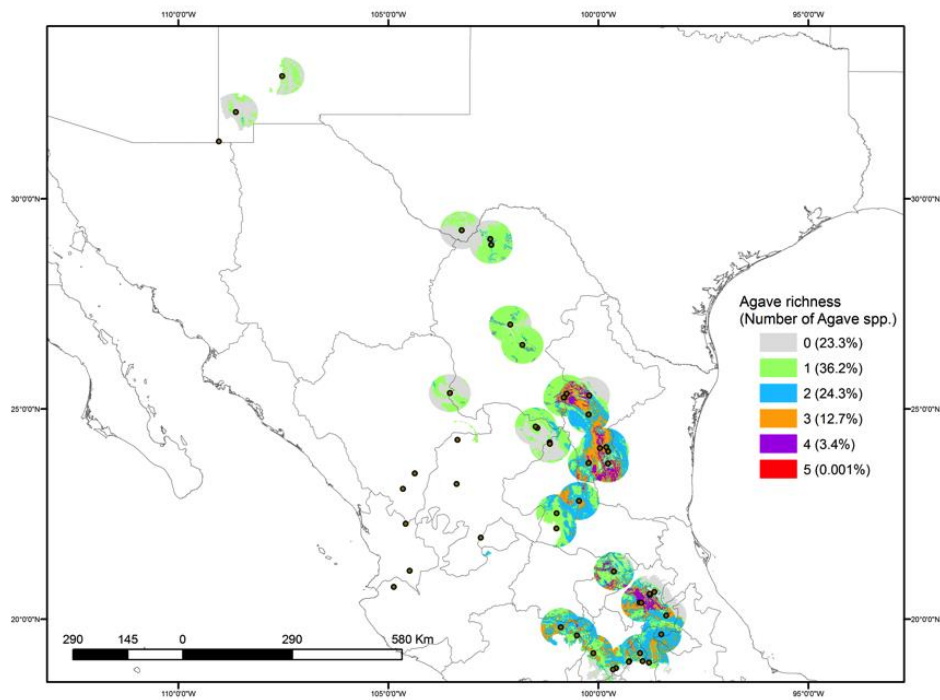 110°0'0"W 105°0'0"W 100°0'0"W 95°0'0"W
30°0'0"N 30°0'0"N
25°0'0"N 25°0'0"N
20°0'0"N 20°0'0"N
Agave richness
(Number of Agave spp.)
0 (23.3%)
1 (36.2%)
2 (24.3%)
3 (12.7%)
4 (3.4%)
5 (0.001%)
290 145 0 290 580 Km
110°0'0"W 105°0'0"W 100°0'0"W 95°0'0"W